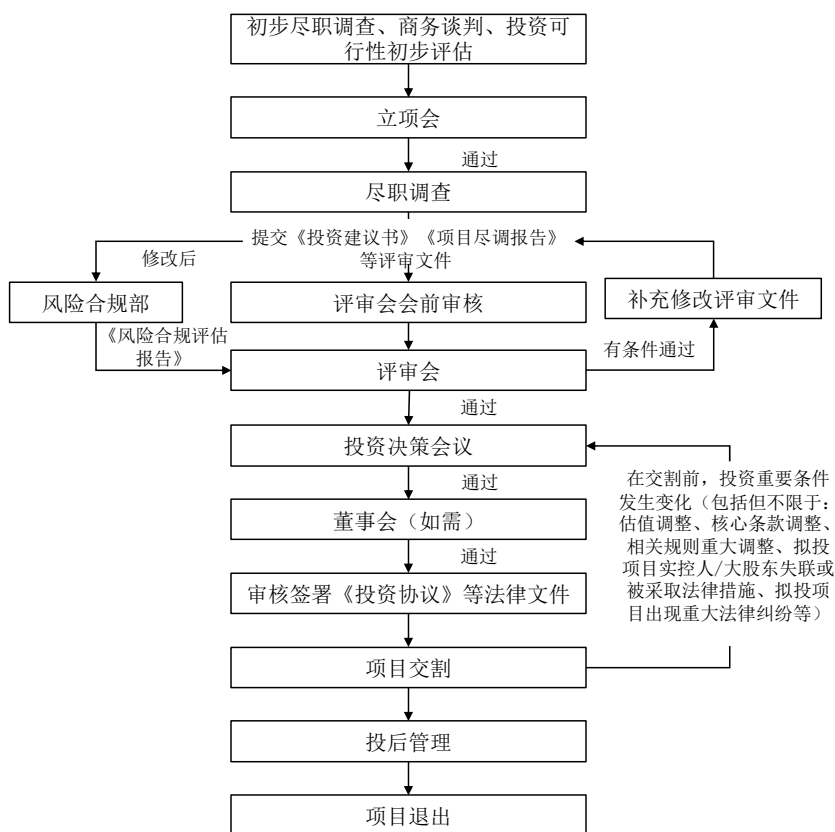 初步尽职调查、商务谈判、投资可
行性初步评估
立项会
通过
尽职调查
提交《投资建议书》《项目尽调报告》
等评审文件
修改后
风险合规部
评审会会前审核
补充修改评审文件
《风险合规评估
报告》
评审会
有条件通过
通过
投资决策会议
通过
董事会（如需）
通过
审核签署《投资协议》等法律文件
在交割前，投资重要条件
发生变化（包括但不限于：
估值调整、核心条款调整、
相关规则重大调整、拟投
项目实控人/大股东失联或
被采取法律措施、拟投项
目出现重大法律纠纷等）
项目交割
投后管理
项目退出